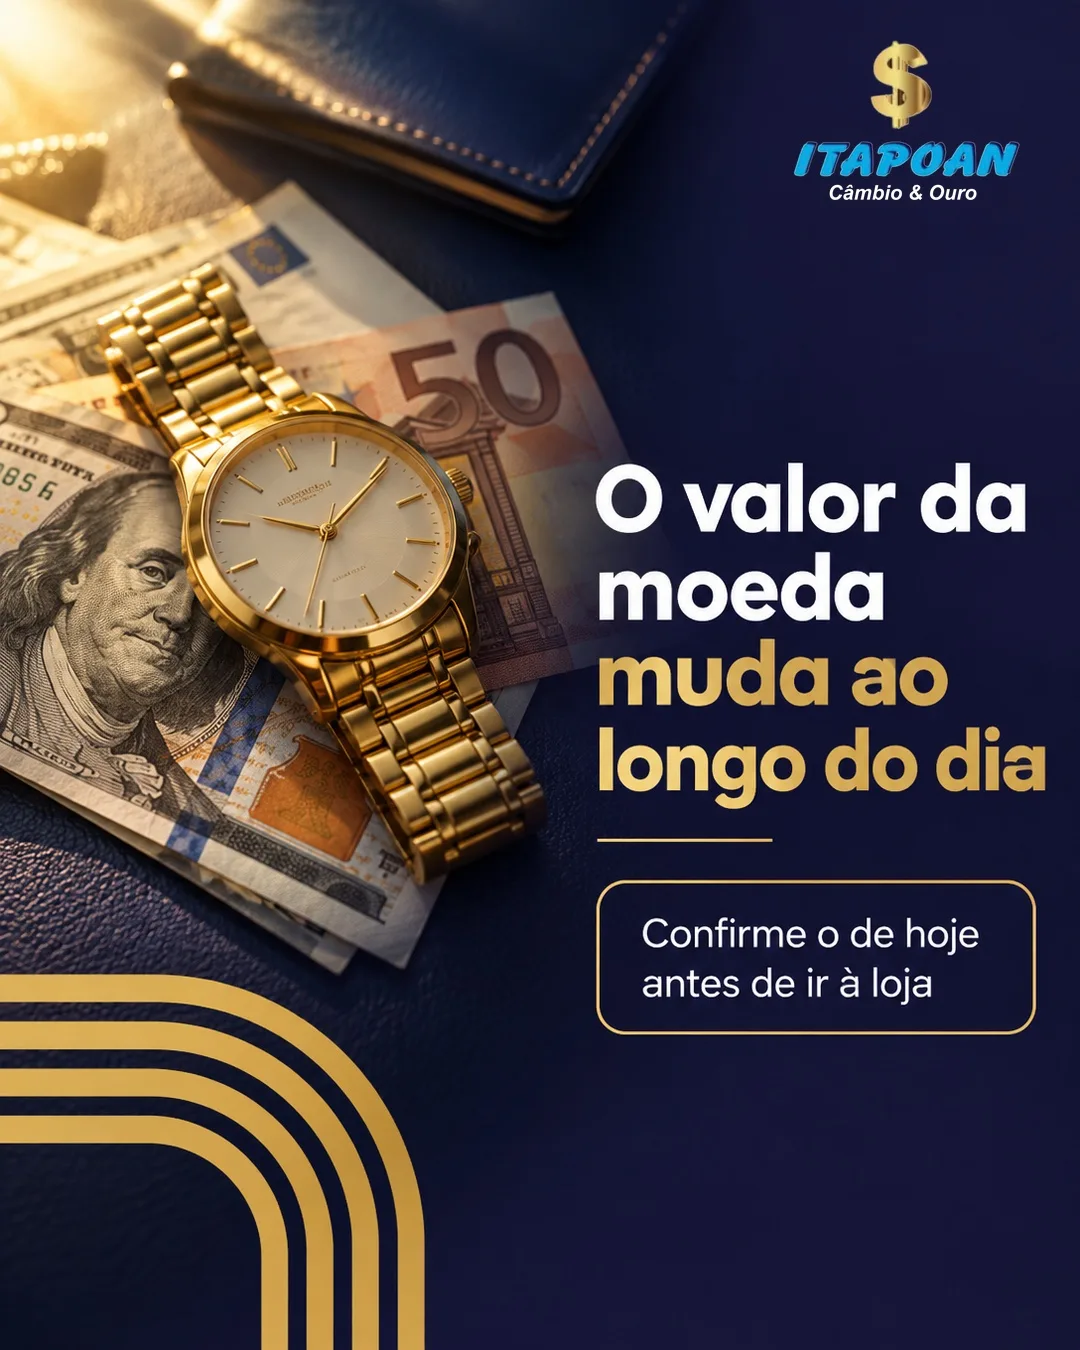 ITAPOAN
Câmbio & Ouro
50
O valor da
moeda
muda ao
longo do dia
Confirme o de hoje
antes de ir à loja